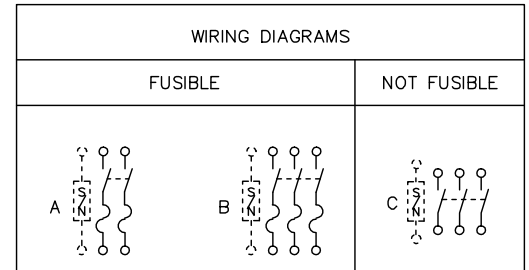 WIRING DIAGRAMS
FUSIBLE
NOT FUSIBLE
A S/N
B S/N
C S/N